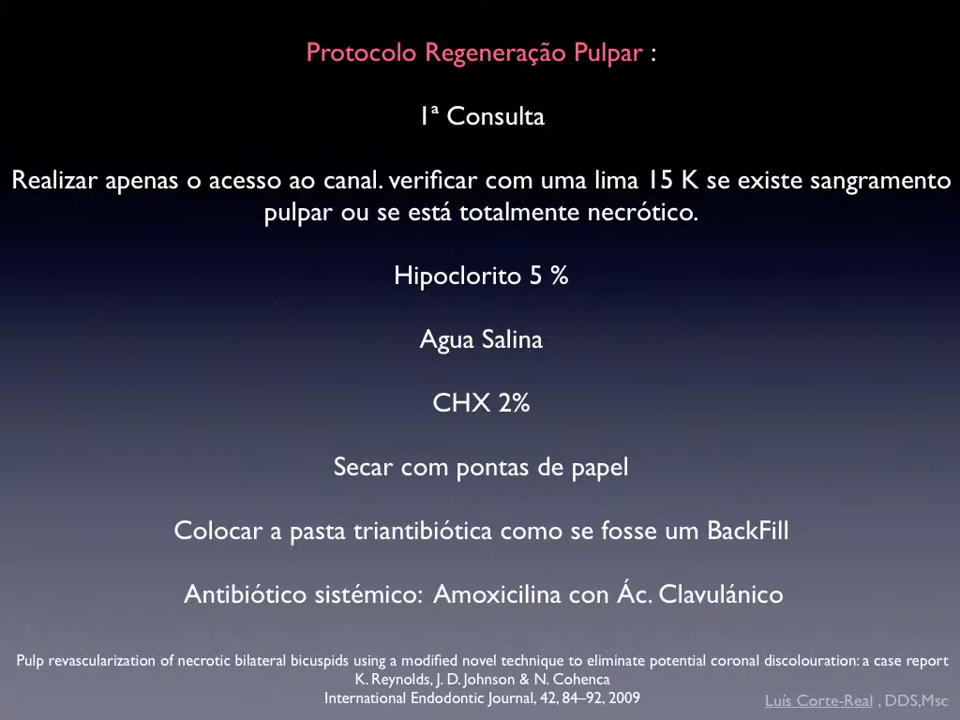 Protocolo Regeneração Pulpar :
1ª Consulta
Realizar apenas o acesso ao canal. verificar com uma lima 15 K se existe sangramento
pulpar ou se está totalmente necrótico.
Hipoclorito 5 %
Agua Salina
CHX 2%
Secar com pontas de papel
Colocar a pasta triantibiótica como se fosse um BackFill
Antibiótico sistémico: Amoxicilina con Ác. Clavulánico
Pulp revascularization of necrotic bilateral bicuspids using a modified novel technique to eliminate potential coronal discolouration: a case report
K. Reynolds, J. D. Johnson & N. Cohenca
International Endodontic Journal, 42, 84–92, 2009
Luís Corte-Real , DDS,Msc